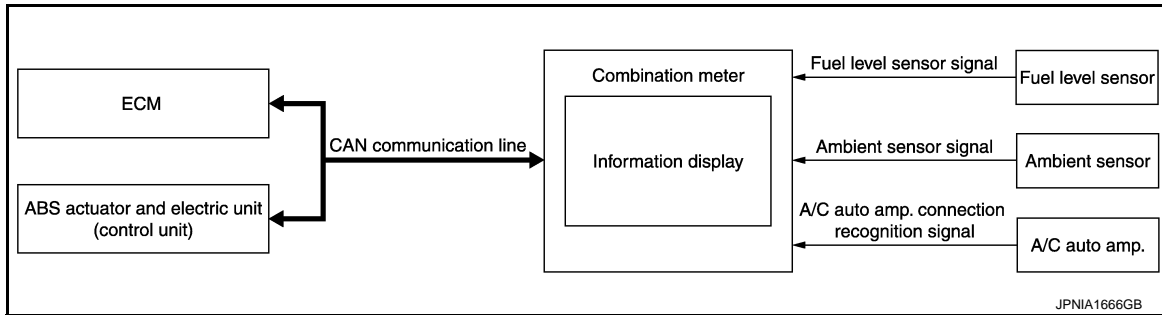 ECM
ABS actuator and electric unit
(control unit)
CAN communication line
Combination meter
Information display
Fuel level sensor signal
Fuel level sensor
Ambient sensor signal
Ambient sensor
A/C auto amp. connection
recognition signal
A/C auto amp.
JPNIA1666GB